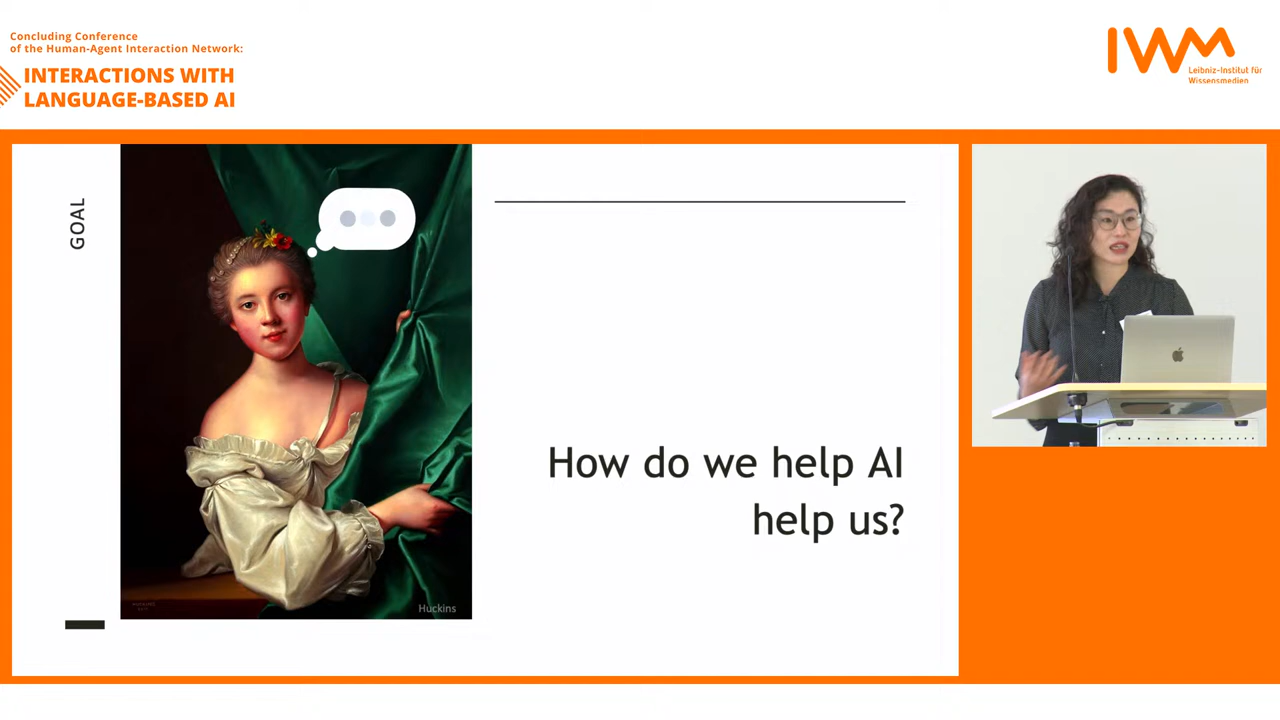 Concluding Conference
of the Human-Agent Interaction Network:
INTERACTIONS WITH
LANGUAGE-BASED AI
IWM
Leibniz-Institut für
Wissensmedien
GOAL
How do we help AI
help us?
Huckins